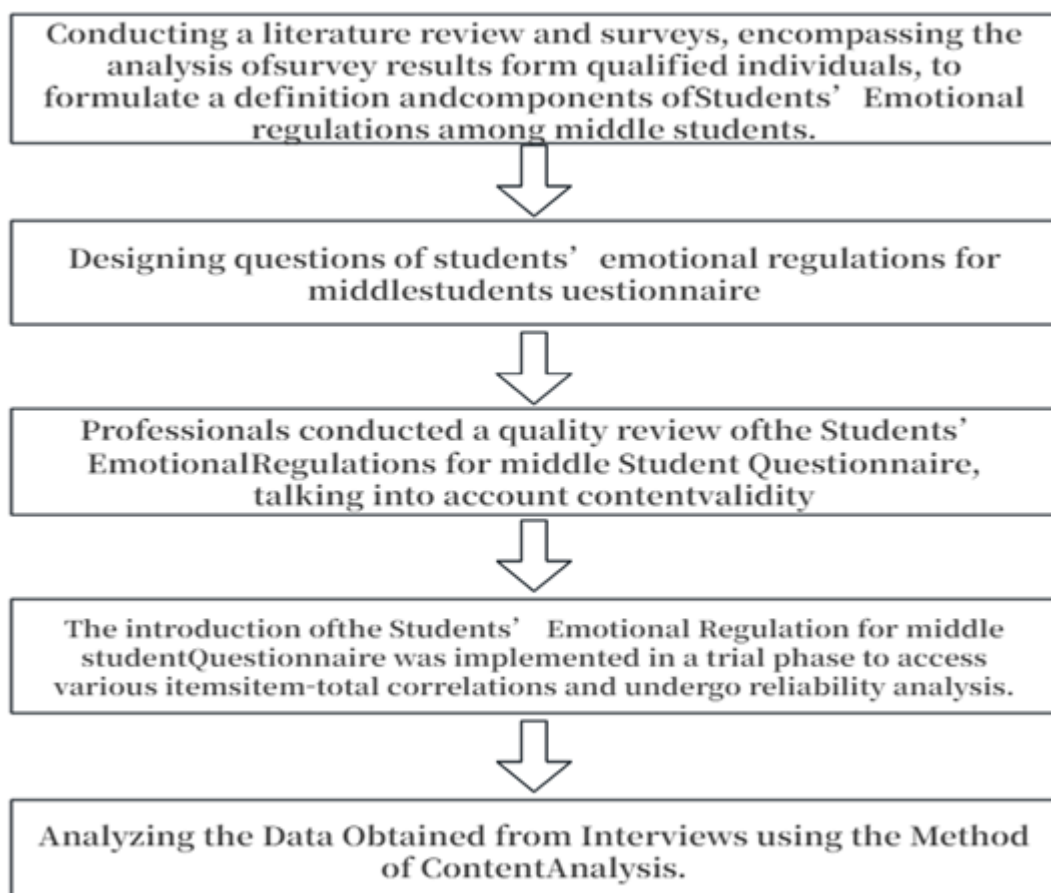 Conducting a literature review and surveys, encompassing the
analysis ofsurvey results form qualified individuals, to
formulate a definition andcomponents ofStudents’ Emotional
regulations among middle students.
Designing questions of students’ emotional regulations for
middlestudents uestionnaire
Professionals conducted a quality review ofthe Students’
EmotionalRegulations for middle Student Questionnaire,
talking into account contentvalidity
The introduction ofthe Students’ Emotional Regulation for middle
studentQuestionnaire was implemented in a trial phase to access
various itemsitem-total correlations and undergo reliability analysis.
Analyzing the Data Obtained from Interviews using the Method
of ContentAnalysis.